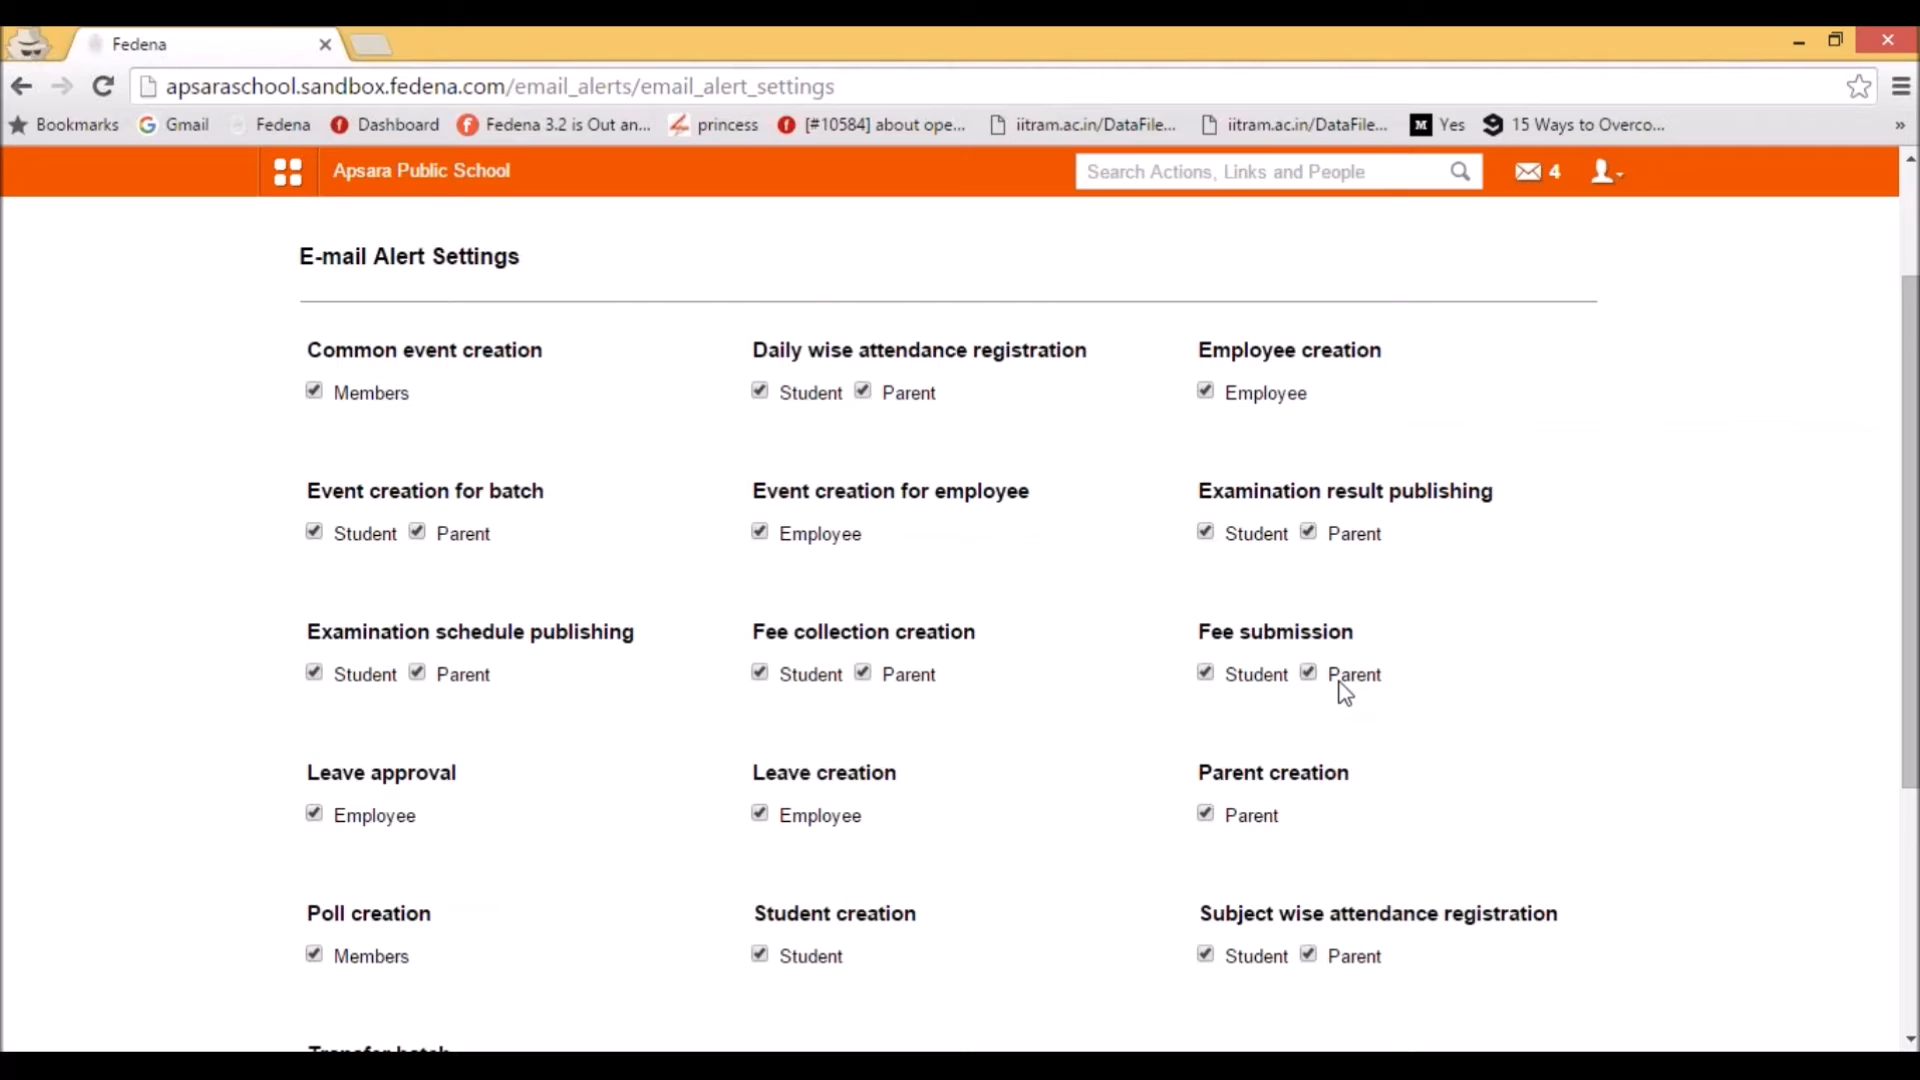 Fedena
apsaraschool.sandbox.fedena.com/email_alerts/email_alert_settings
Bookmarks Gmail Fedena Dashboard Fedena 3.2 is Out an... princess [#10584] about ope... iitram.ac.in/DataFile... iitram.ac.in/DataFile... M Yes 15 Ways to Overco... »
Apsara Public School Search Actions, Links and People 4
E-mail Alert Settings
Common event creation Daily wise attendance registration Employee creation
Members Student Parent Employee
Event creation for batch Event creation for employee Examination result publishing
Student Parent Employee Student Parent
Examination schedule publishing Fee collection creation Fee submission
Student Parent Student Parent Student Parent
Leave approval Leave creation Parent creation
Employee Employee Parent
Poll creation Student creation Subject wise attendance registration
Members Student Student Parent
Transfer batch